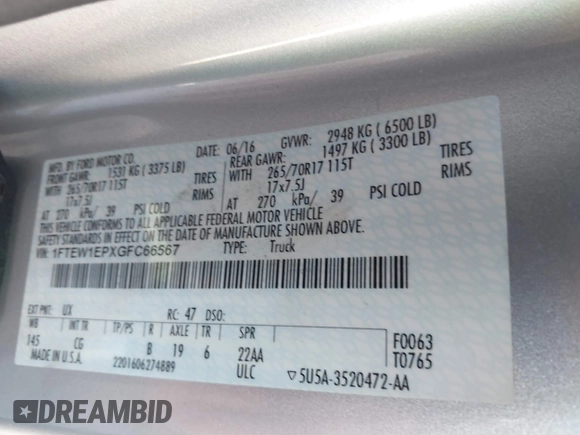 MFD. BY FORD MOTOR CO.
DATE: 06/16 GVWR: 2948 KG ( 6500 LB)
FRONT GAWR: 1531 KG ( 3375 LB)
REAR GAWR: 1497 KG ( 3300 LB)
WITH 265/70R17 115T TIRES
WITH 265/70R17 115T TIRES
17x7.5J RIMS
17x7.5J RIMS
AT 270 kPa/ 39 PSI COLD
AT 270 kPa/ 39 PSI COLD
THIS VEHICLE CONFORMS TO ALL APPLICABLE FEDERAL MOTOR VEHICLE
SAFETY STANDARDS IN EFFECT ON THE DATE OF MANUFACTURE SHOWN ABOVE.
VIN: 1FTEW1EPXGFC66567 TYPE: Truck
EXT PNT: UX RC: 47 DSO:
WB INT TR TP/PS R AXLE TR SPR
F0063
145 CG B 19 6 22AA
T0765
MADE IN U.S.A. 2201606274889 ULC ▽5U5A-3520472-AA
DREAMBID